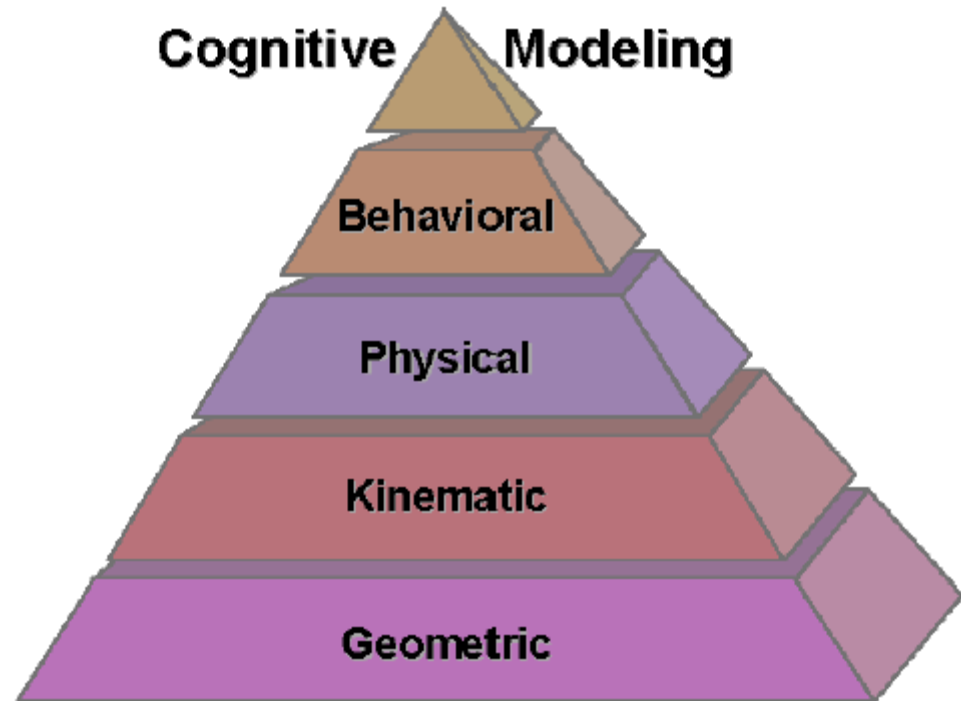 Cognitive Modeling
Behavioral
Physical
Kinematic
Geometric